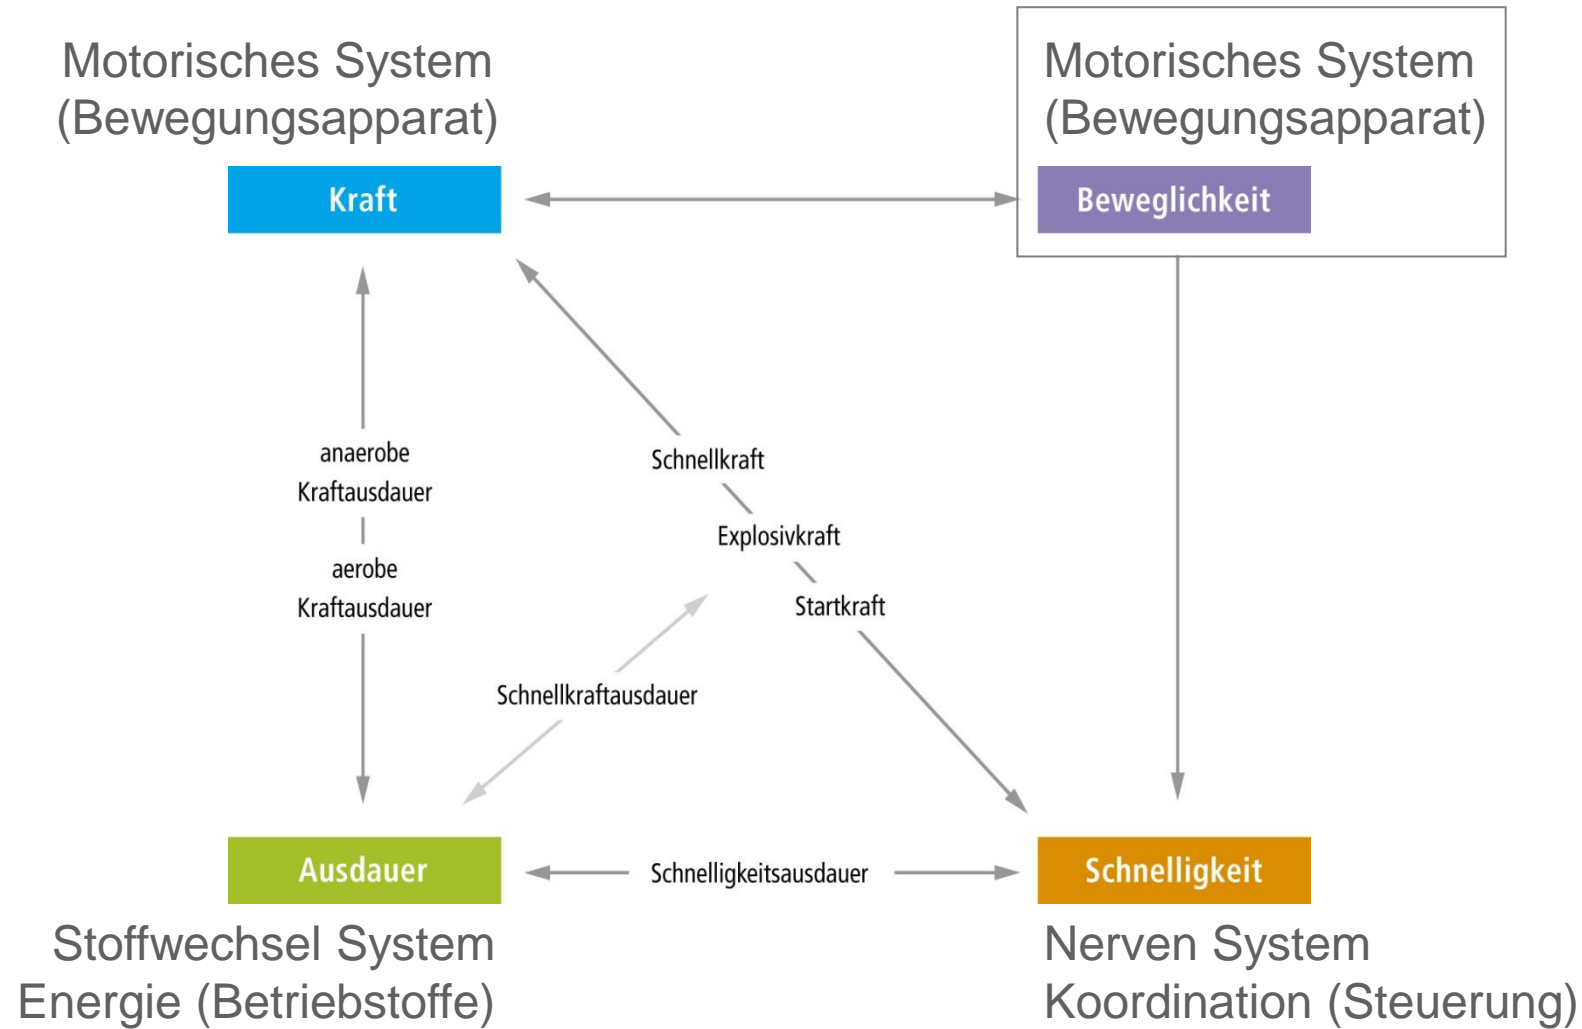 Motorisches System
(Bewegungsapparat)
Motorisches System
(Bewegungsapparat)
Kraft
Beweglichkeit
anaerobe
Kraftausdauer
aerobe
Kraftausdauer
Schnellkraft
Explosivkraft
Startkraft
Schnellkraftausdauer
Ausdauer
Schnelligkeitsausdauer
Schnelligkeit
Stoffwechsel System
Energie (Betriebstoffe)
Nerven System
Koordination (Steuerung)